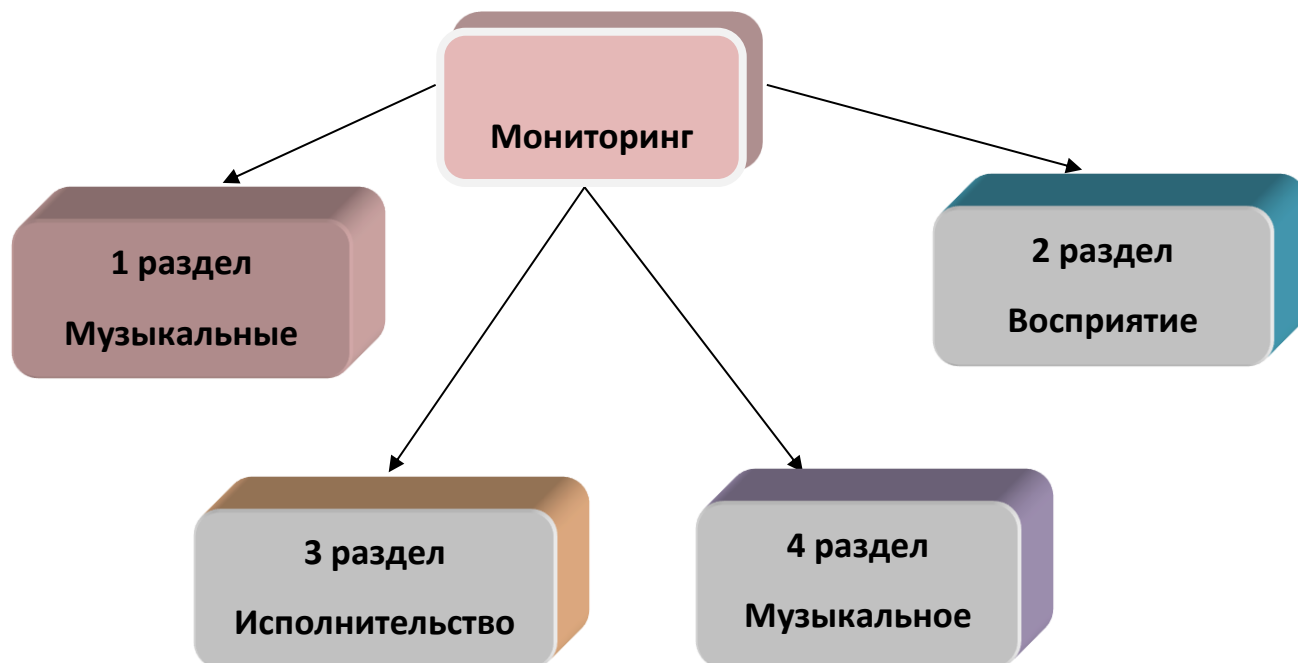 Мониторинг
1 раздел
Музыкальные
2 раздел
Восприятие
3 раздел
Исполнительство
4 раздел
Музыкальное